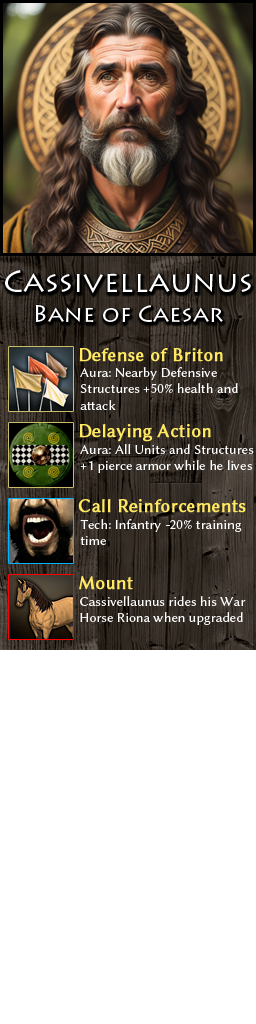 Cassivellaunus
Bane of Caesar
Defense of Briton
Aura: Nearby Defensive
Structures +50% health and
attack
Delaying Action
Aura: All Units and Structures
+1 pierce armor while he lives
Call Reinforcements
Tech: Infantry -20% training
time
Mount
Cassivellaunus rides his War
Horse Riona when upgraded